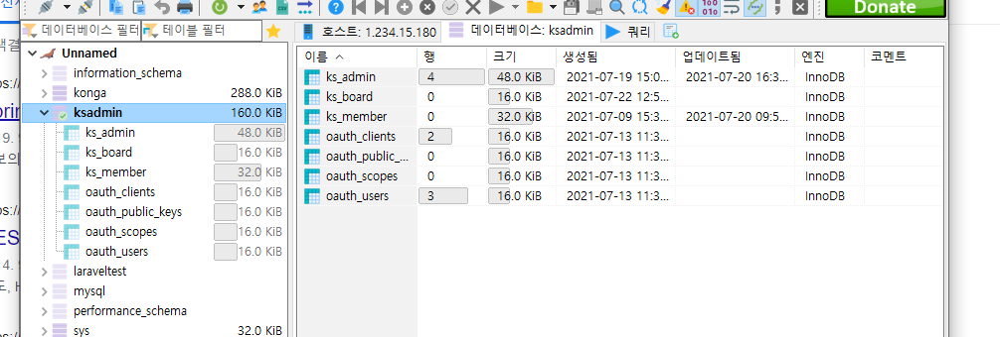 Donate
데이터베이스 필터 테이블 필터
호스트: 1.234.15.180 데이터베이스: ksadmin 쿼리
Unnamed
information_schema
konga 288.0 KiB
ksadmin 160.0 KiB
ks_admin 48.0 KiB
ks_board 16.0 KiB
ks_member 32.0 KiB
oauth_clients 16.0 KiB
oauth_public_keys 16.0 KiB
oauth_scopes 16.0 KiB
oauth_users 16.0 KiB
laraveltest
mysql
performance_schema
sys 32.0 KiB
이름 행 크기 생성됨 업데이트됨 엔진 코멘트
ks_admin 4 48.0 KiB 2021-07-19 15:0... 2021-07-20 16:3... InnoDB
ks_board 0 16.0 KiB 2021-07-22 12:5... InnoDB
ks_member 0 32.0 KiB 2021-07-09 15:3... 2021-07-20 09:5... InnoDB
oauth_clients 2 16.0 KiB 2021-07-13 11:3... InnoDB
oauth_public_... 0 16.0 KiB 2021-07-13 11:3... InnoDB
oauth_scopes 0 16.0 KiB 2021-07-13 11:3... InnoDB
oauth_users 3 16.0 KiB 2021-07-13 11:3... InnoDB